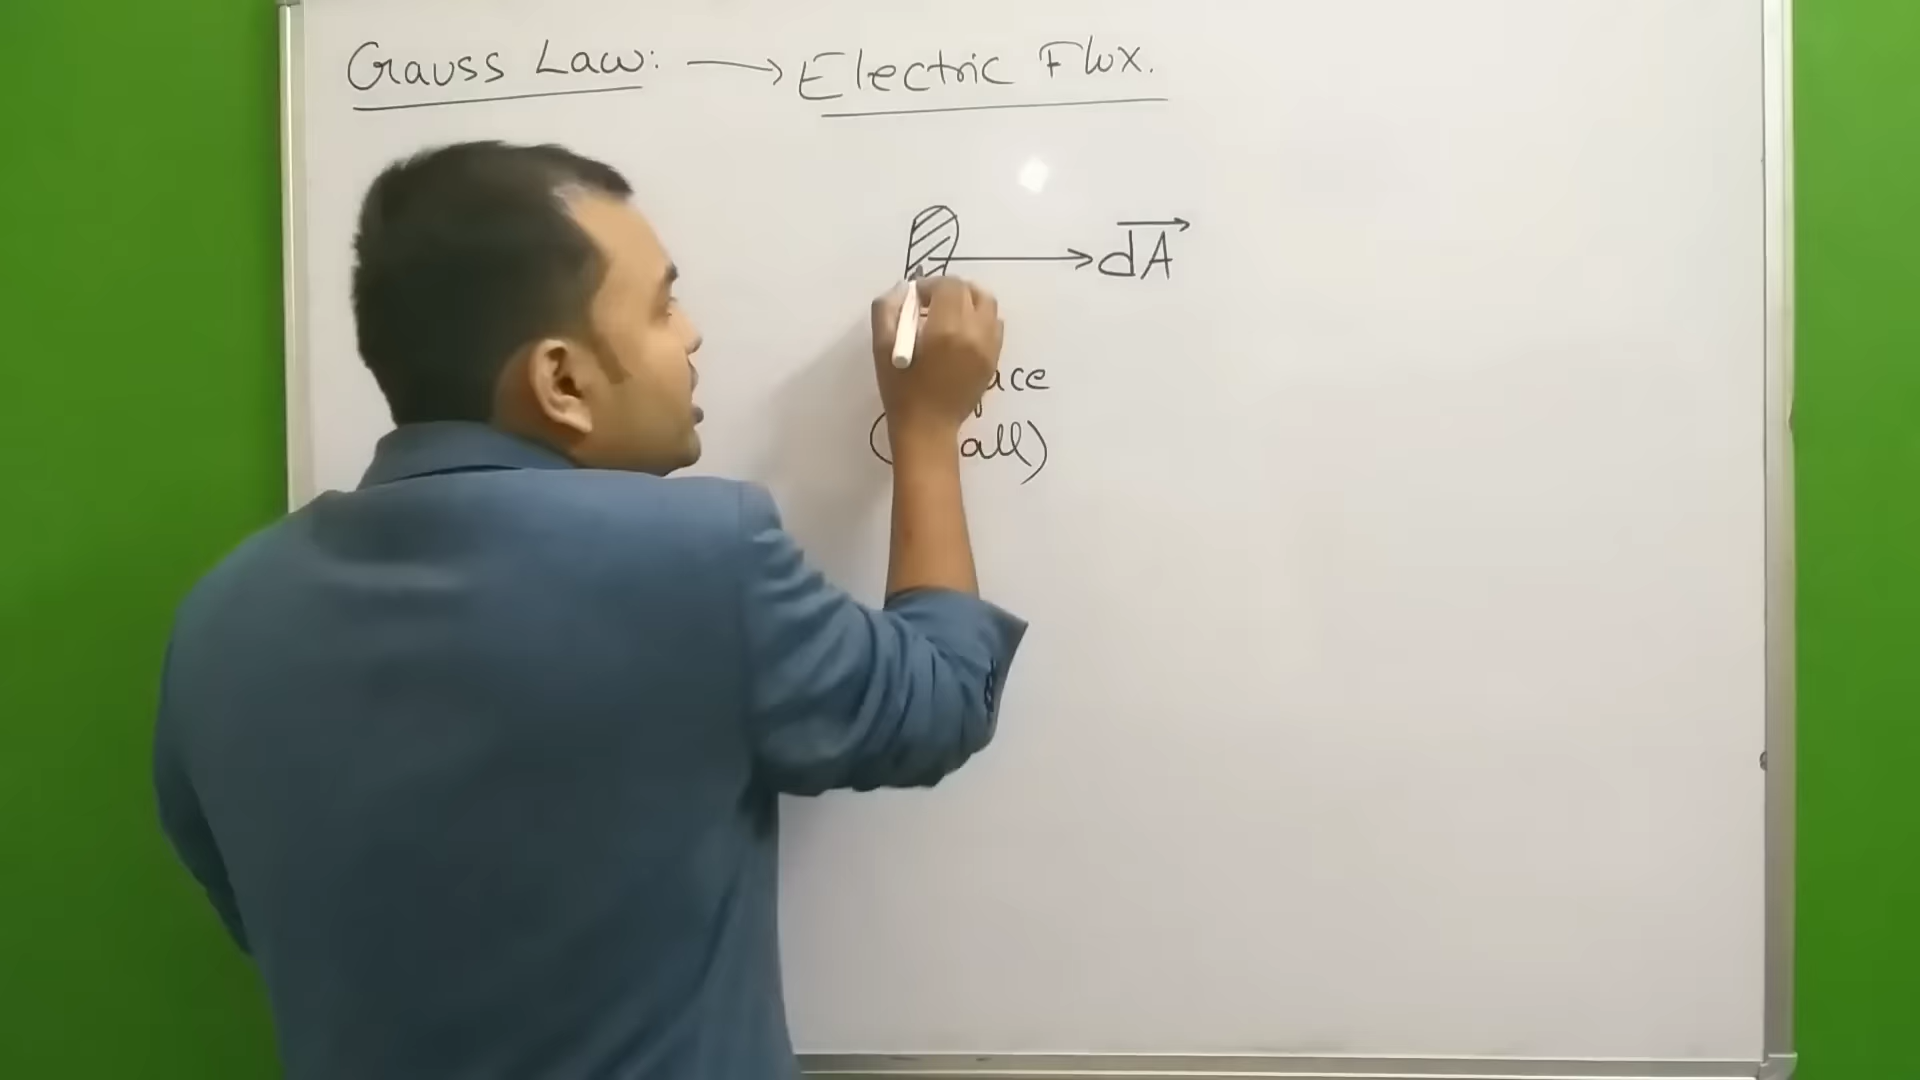 Gauss Law: → Electric Flux.
dA
ace
( all)